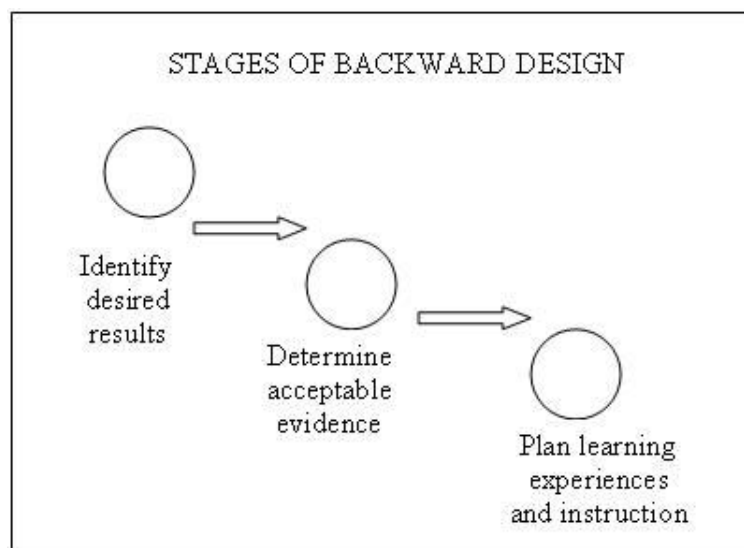 STAGES OF BACKWARD DESIGN
Identify
desired
results
Determine
acceptable
evidence
Plan learning
experiences
and instruction